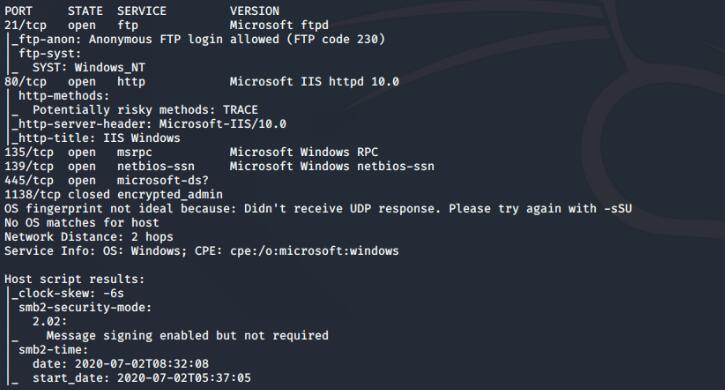 PORT     STATE  SERVICE         VERSION
21/tcp   open   ftp             Microsoft ftpd
|_ftp-anon: Anonymous FTP login allowed (FTP code 230)
| ftp-syst:
|_  SYST: Windows_NT
80/tcp   open   http            Microsoft IIS httpd 10.0
| http-methods:
|_  Potentially risky methods: TRACE
|_http-server-header: Microsoft-IIS/10.0
|_http-title: IIS Windows
135/tcp  open   msrpc           Microsoft Windows RPC
139/tcp  open   netbios-ssn     Microsoft Windows netbios-ssn
445/tcp  open   microsoft-ds?
1138/tcp closed encrypted_admin
OS fingerprint not ideal because: Didn't receive UDP response. Please try again with -sSU
No OS matches for host
Network Distance: 2 hops
Service Info: OS: Windows; CPE: cpe:/o:microsoft:windows

Host script results:
|_clock-skew: -6s
| smb2-security-mode:
|   2.02:
|_    Message signing enabled but not required
| smb2-time:
|   date: 2020-07-02T08:32:08
|_  start_date: 2020-07-02T05:37:05